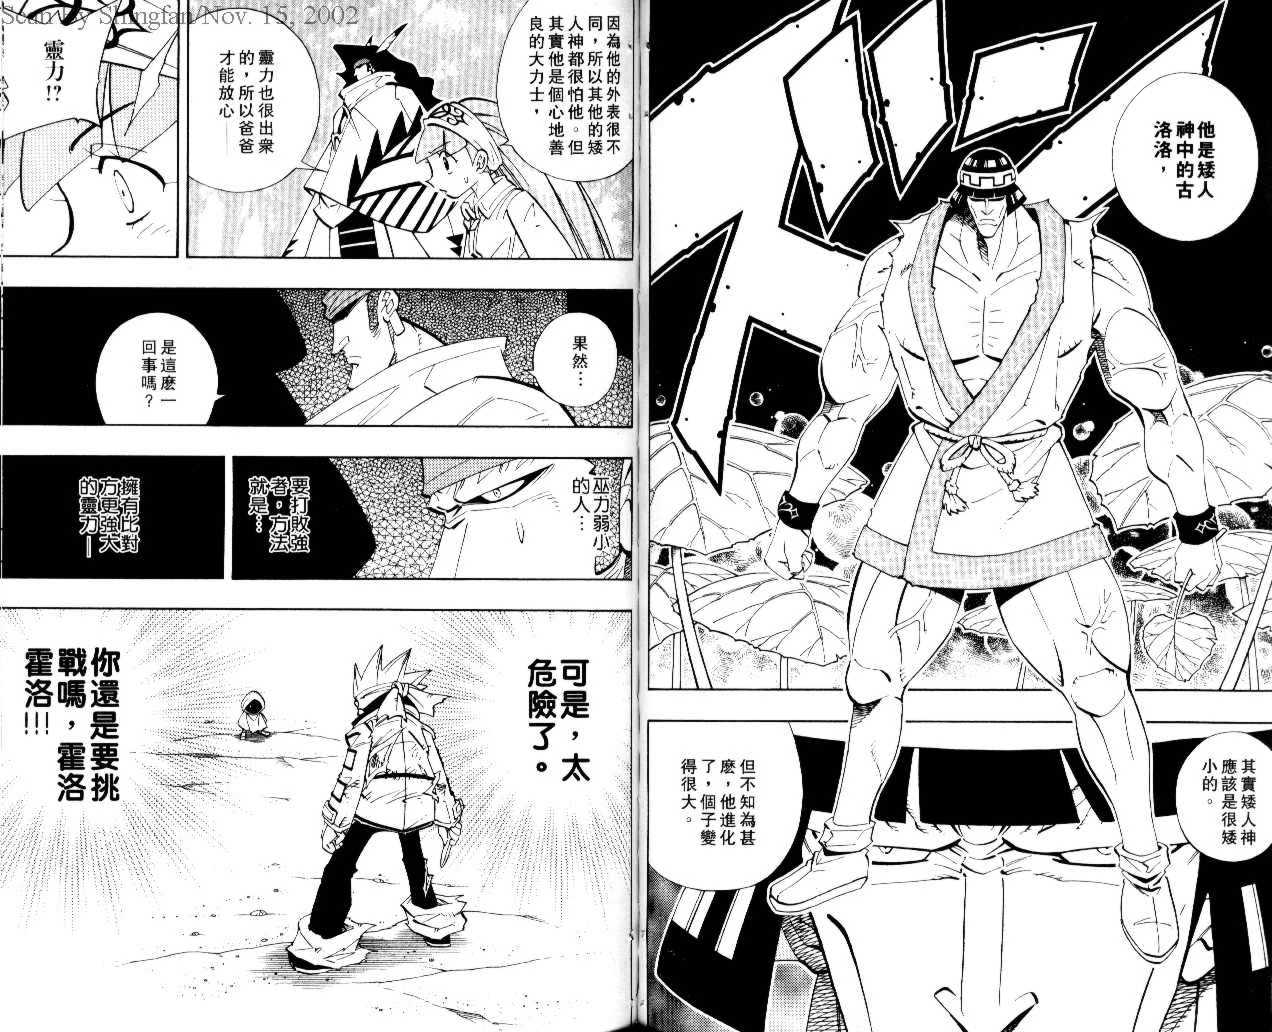 Scan by Shingfan/Nov. 15, 2002
他是矮人
神中的古
洛洛，
其實矮人神
應該是很矮
小的。
但不知為甚
麽，他進化
了，個子變
得很大。
因為他的外表很不
同，所以其他的矮
人神都很怕他。但
其實他是個心地善
良的大力士，
靈力也很出衆
的，所以爸爸
才能放心──
靈力!?
果然…
是這麽一
回事嗎？
巫力弱小
的人…
要打敗強
者，方法
就是…
擁有比對
方更強大
的靈力─
可是，太
危險了。
你還是要挑
戰嗎，霍洛
霍洛!!!